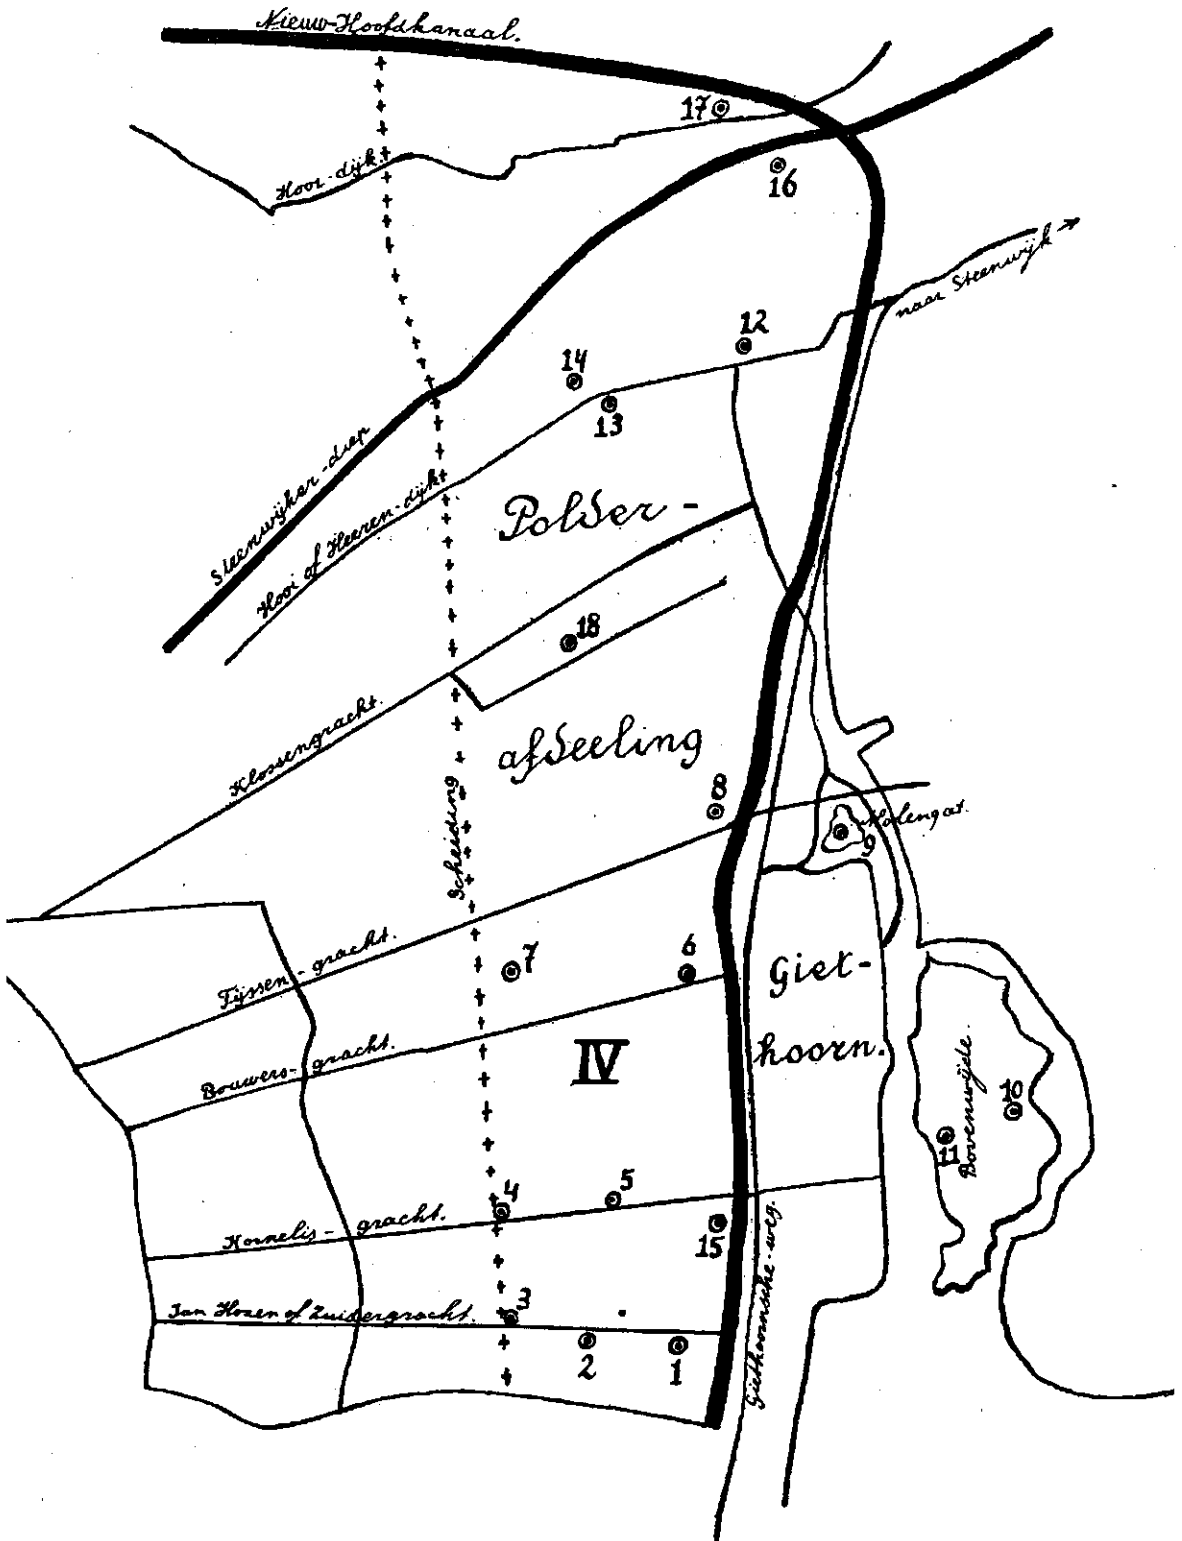 Nieuw-Hoofdkanaal.
17
Hoor-dijk.
16
naar Steenwijk →
12
14
13
Steenwijker-diep
Hooi of Heeren-dijk
Polder-
18
Klossengracht.
afdeeling
Scheiding
8
Molengat.
9
Tijssen-gracht.
7
6
Giet-
hoorn.
Bouwers-gracht.
IV
Bovenwijde.
10
11
4
5
Kornelis-gracht.
15
Giethoornsche-weg.
Jan Hozen of Zuidergracht.
3
2
1